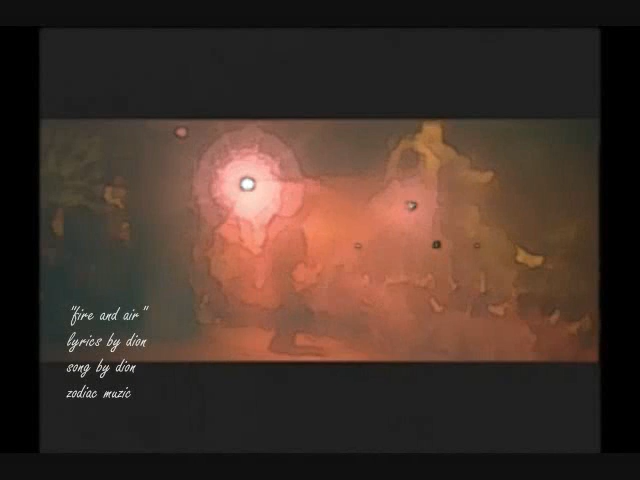 "fire and air"
lyrics by dion
song by dion
zodiac muzic